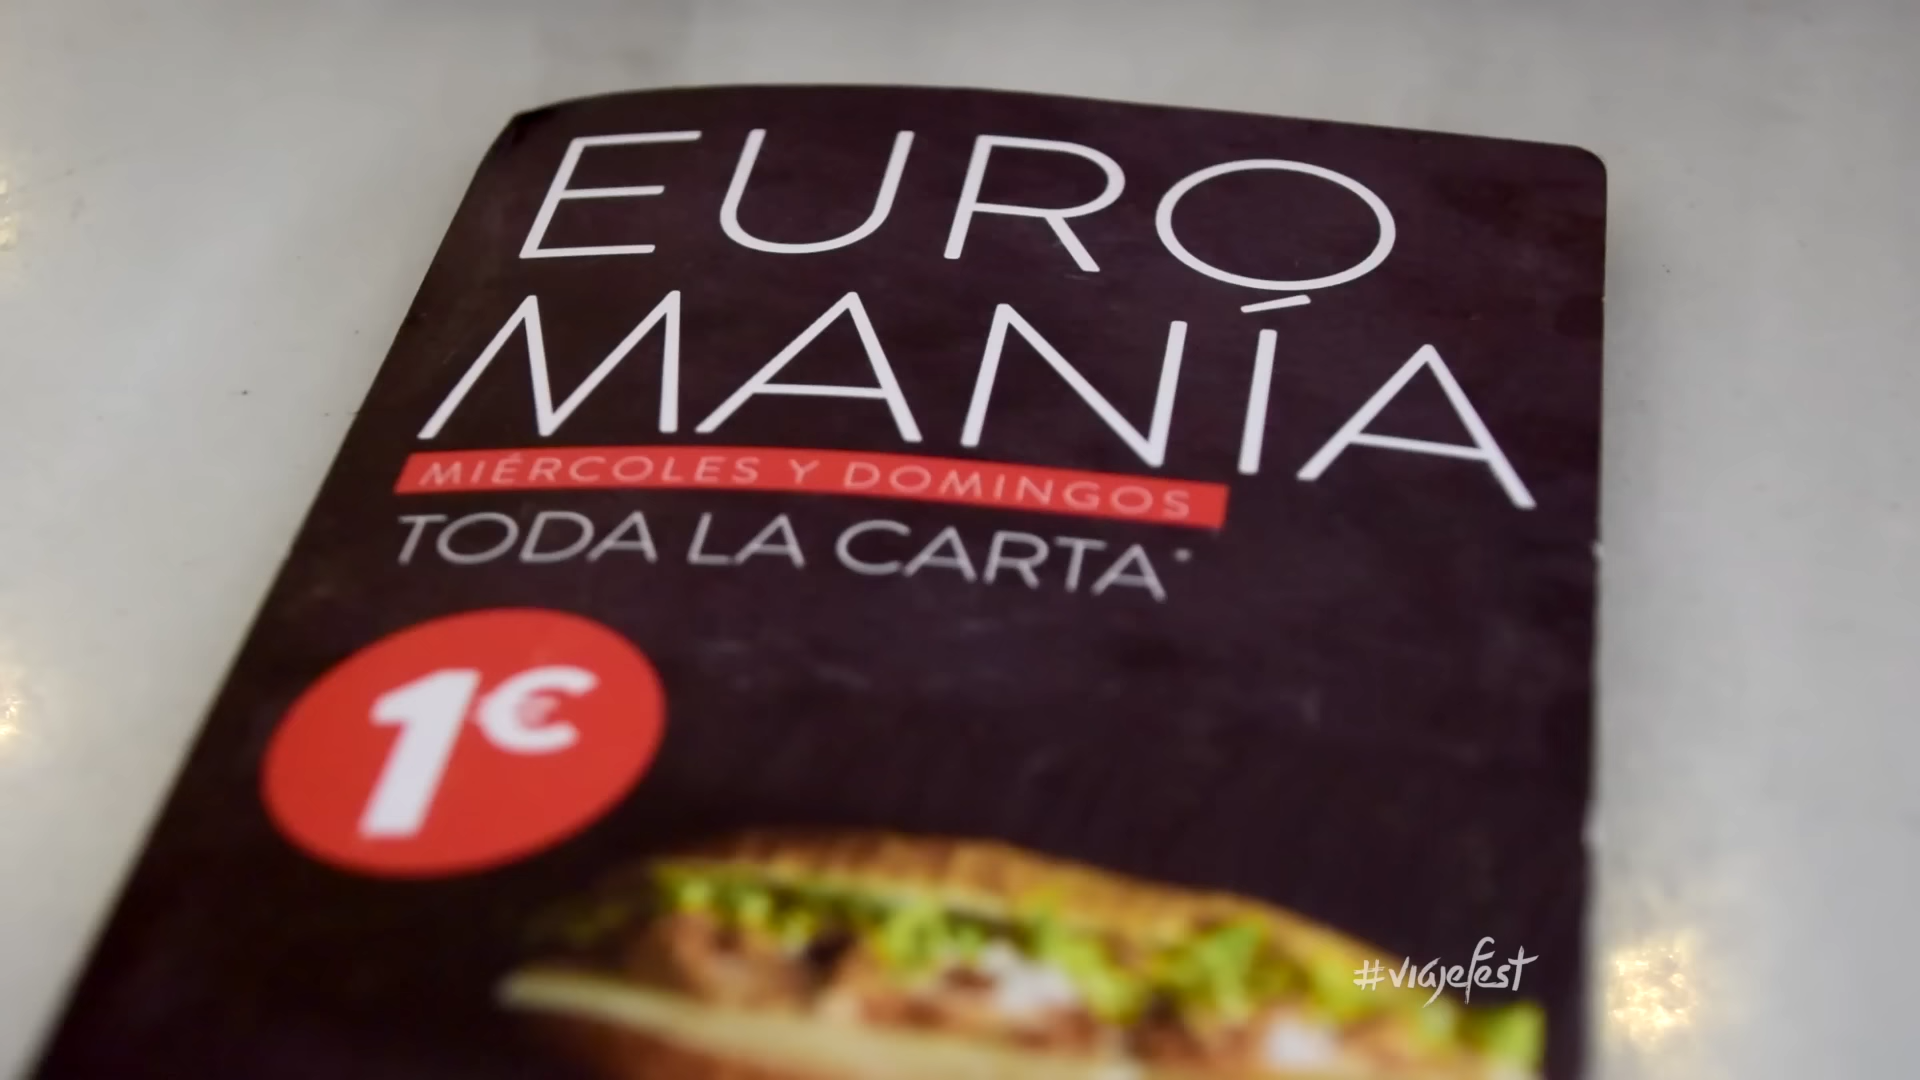 EURO
MANÍA
MIÉRCOLES Y DOMINGOS
TODA LA CARTA*
1€
#viajefest